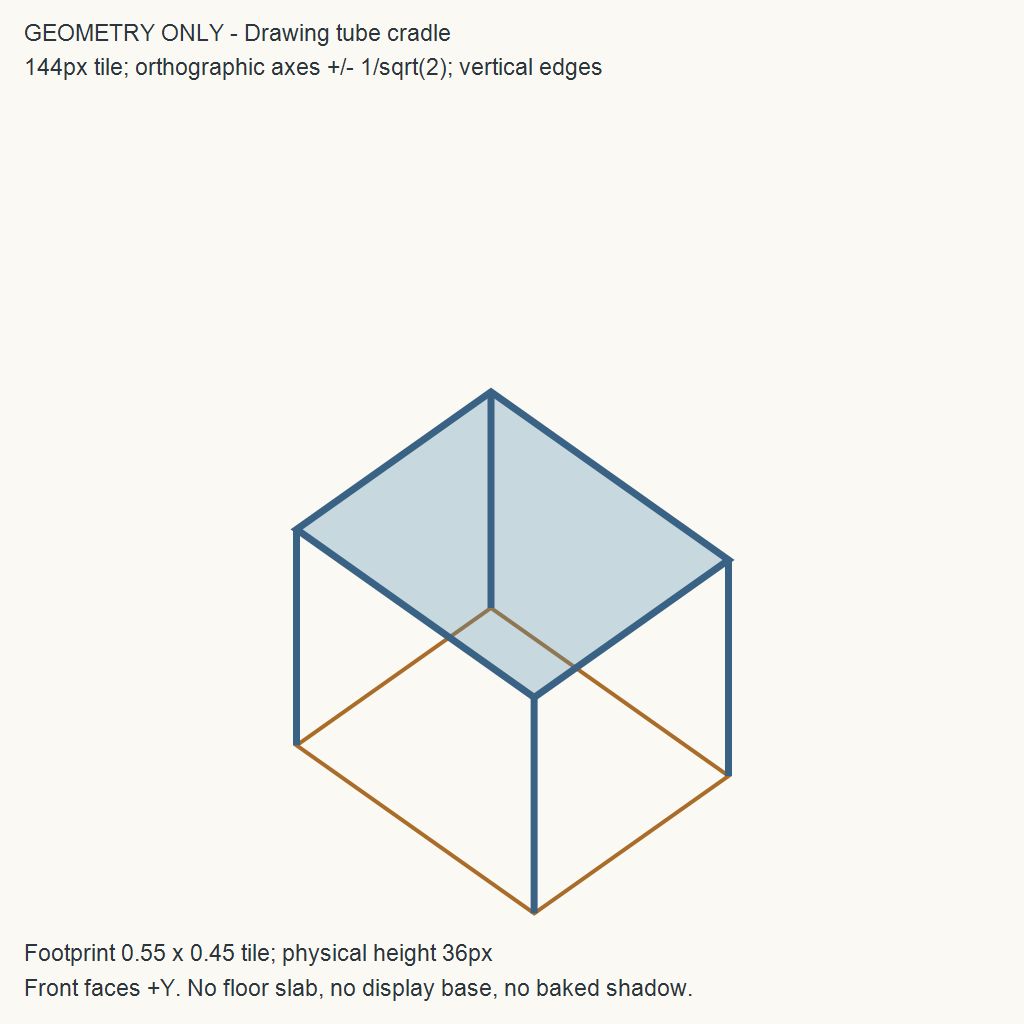 GEOMETRY ONLY - Drawing tube cradle
144px tile; orthographic axes +/- 1/sqrt(2); vertical edges
Footprint 0.55 x 0.45 tile; physical height 36px
Front faces +Y. No floor slab, no display base, no baked shadow.